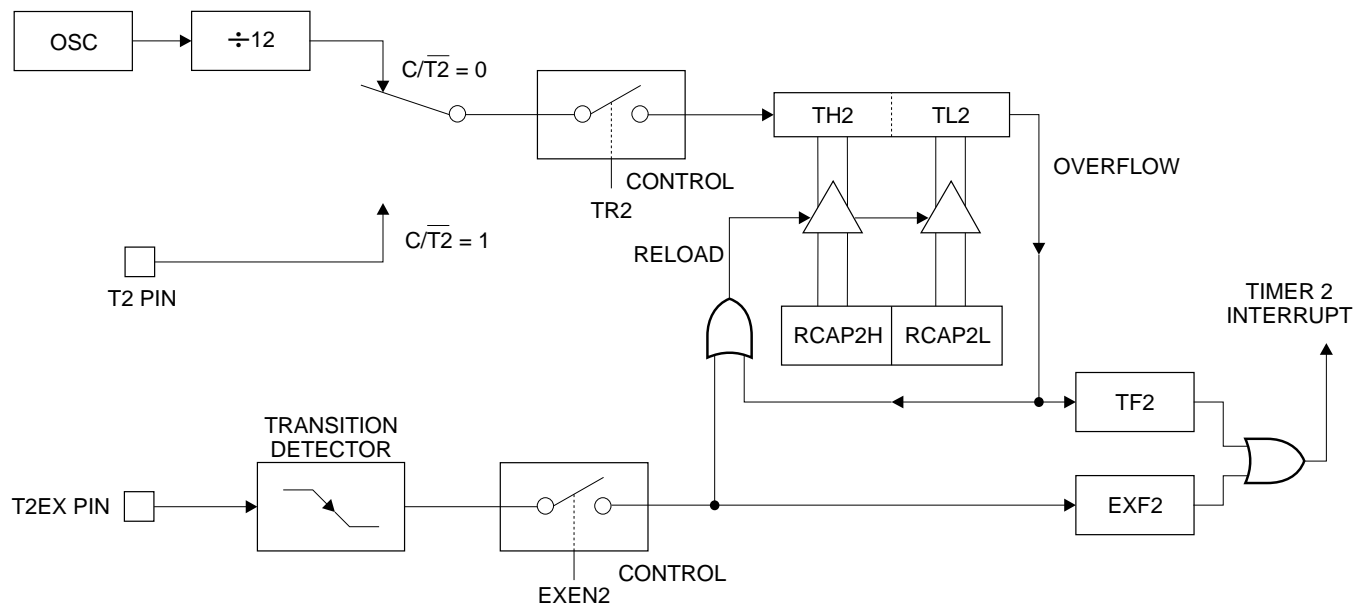 OSC
÷12
C/T2 = 0
TH2
TL2
OVERFLOW
CONTROL
TR2
C/T2 = 1
T2 PIN
RELOAD
RCAP2H
RCAP2L
TIMER 2
INTERRUPT
TF2
TRANSITION
DETECTOR
T2EX PIN
EXF2
CONTROL
EXEN2